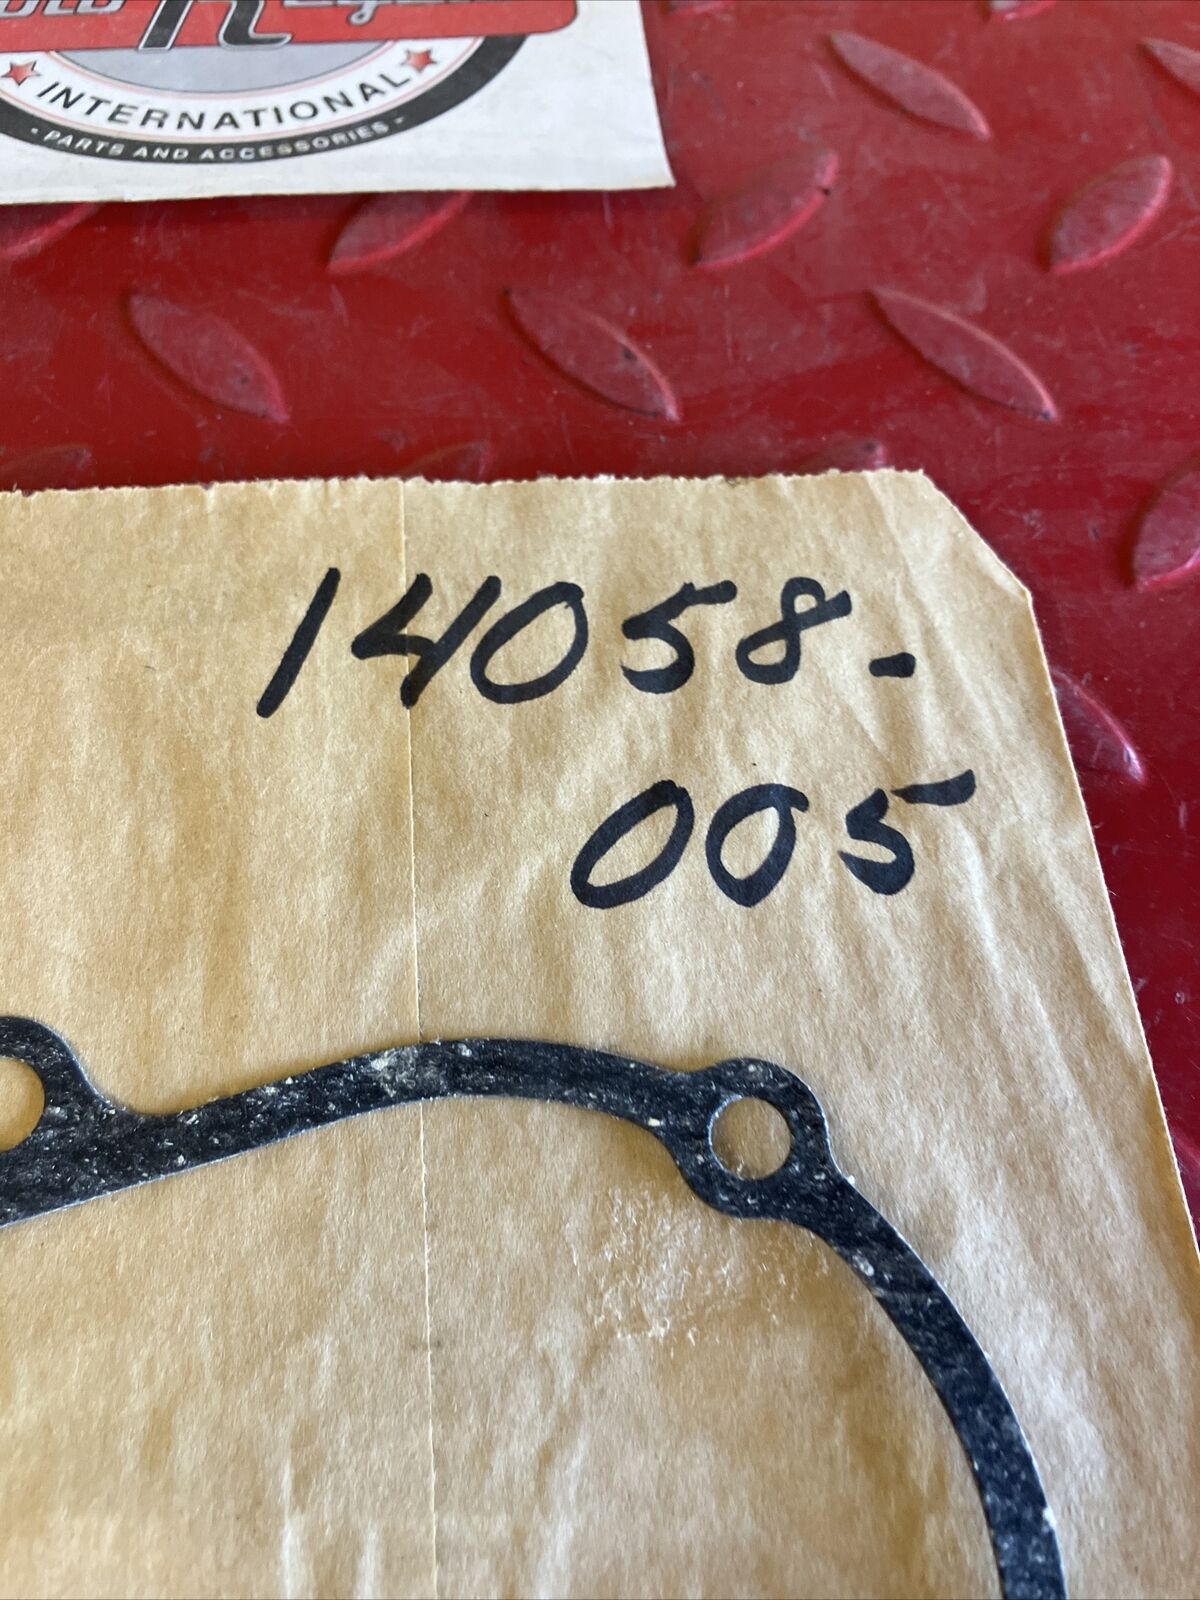 INTERNATIONAL
- PARTS AND ACCESSORIES -
14058-
005